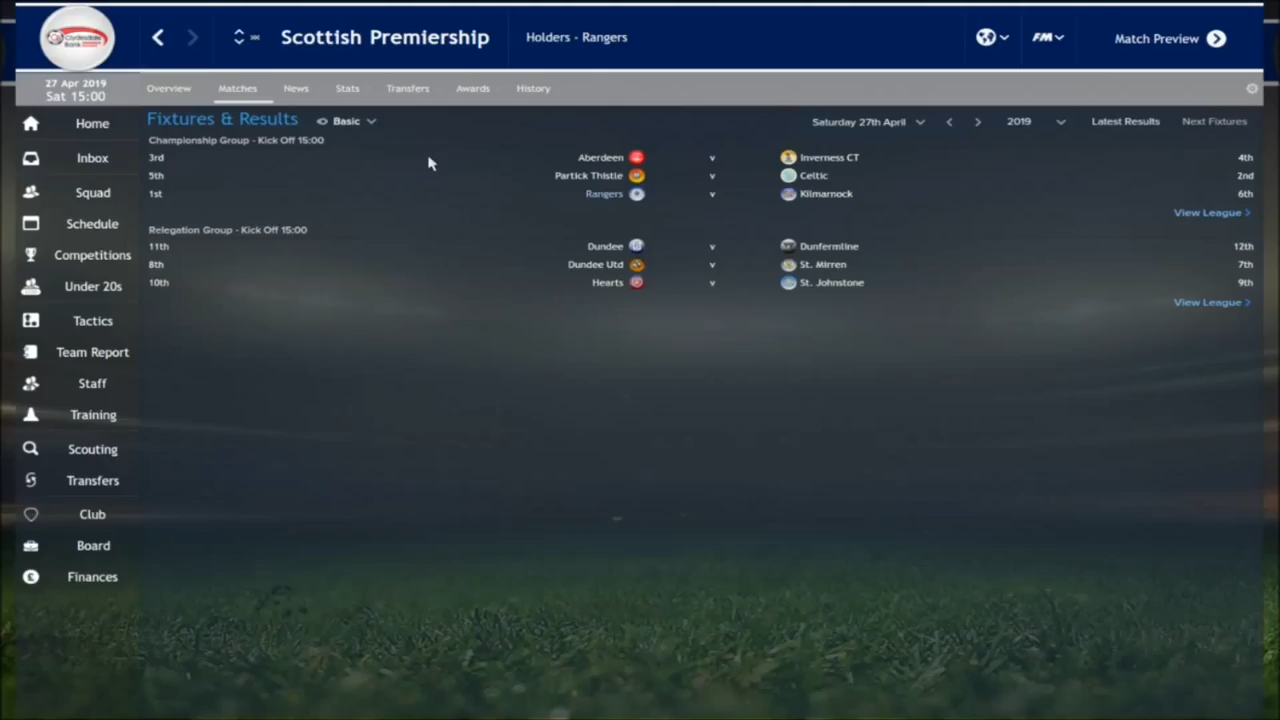 Clydesdale Bank
Scottish Premiership
Holders - Rangers
FM
Match Preview
27 Apr 2019
Sat 15:00
Overview Matches News Stats Transfers Awards History
Fixtures & Results Basic Saturday 27th April 2019 Latest Results Next Fixtures
Championship Group - Kick Off 15:00
3rd Aberdeen v Inverness CT 4th
5th Partick Thistle v Celtic 2nd
1st Rangers v Kilmarnock 6th
View League >
Relegation Group - Kick Off 15:00
11th Dundee v Dunfermline 12th
8th Dundee Utd v St. Mirren 7th
10th Hearts v St. Johnstone 9th
View League >
Home
Inbox
Squad
Schedule
Competitions
Under 20s
Tactics
Team Report
Staff
Training
Scouting
Transfers
Club
Board
Finances